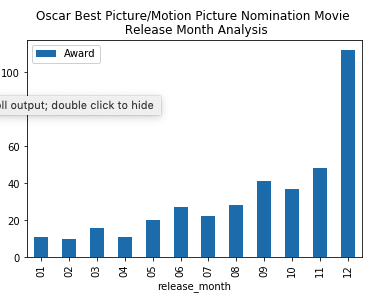 Oscar Best Picture/Motion Picture Nomination Movie
Release Month Analysis
Award
100
oll output; double click to hide
60
40
20
0
01 02 03 04 05 06 07 08 09 10 11 12
release_month